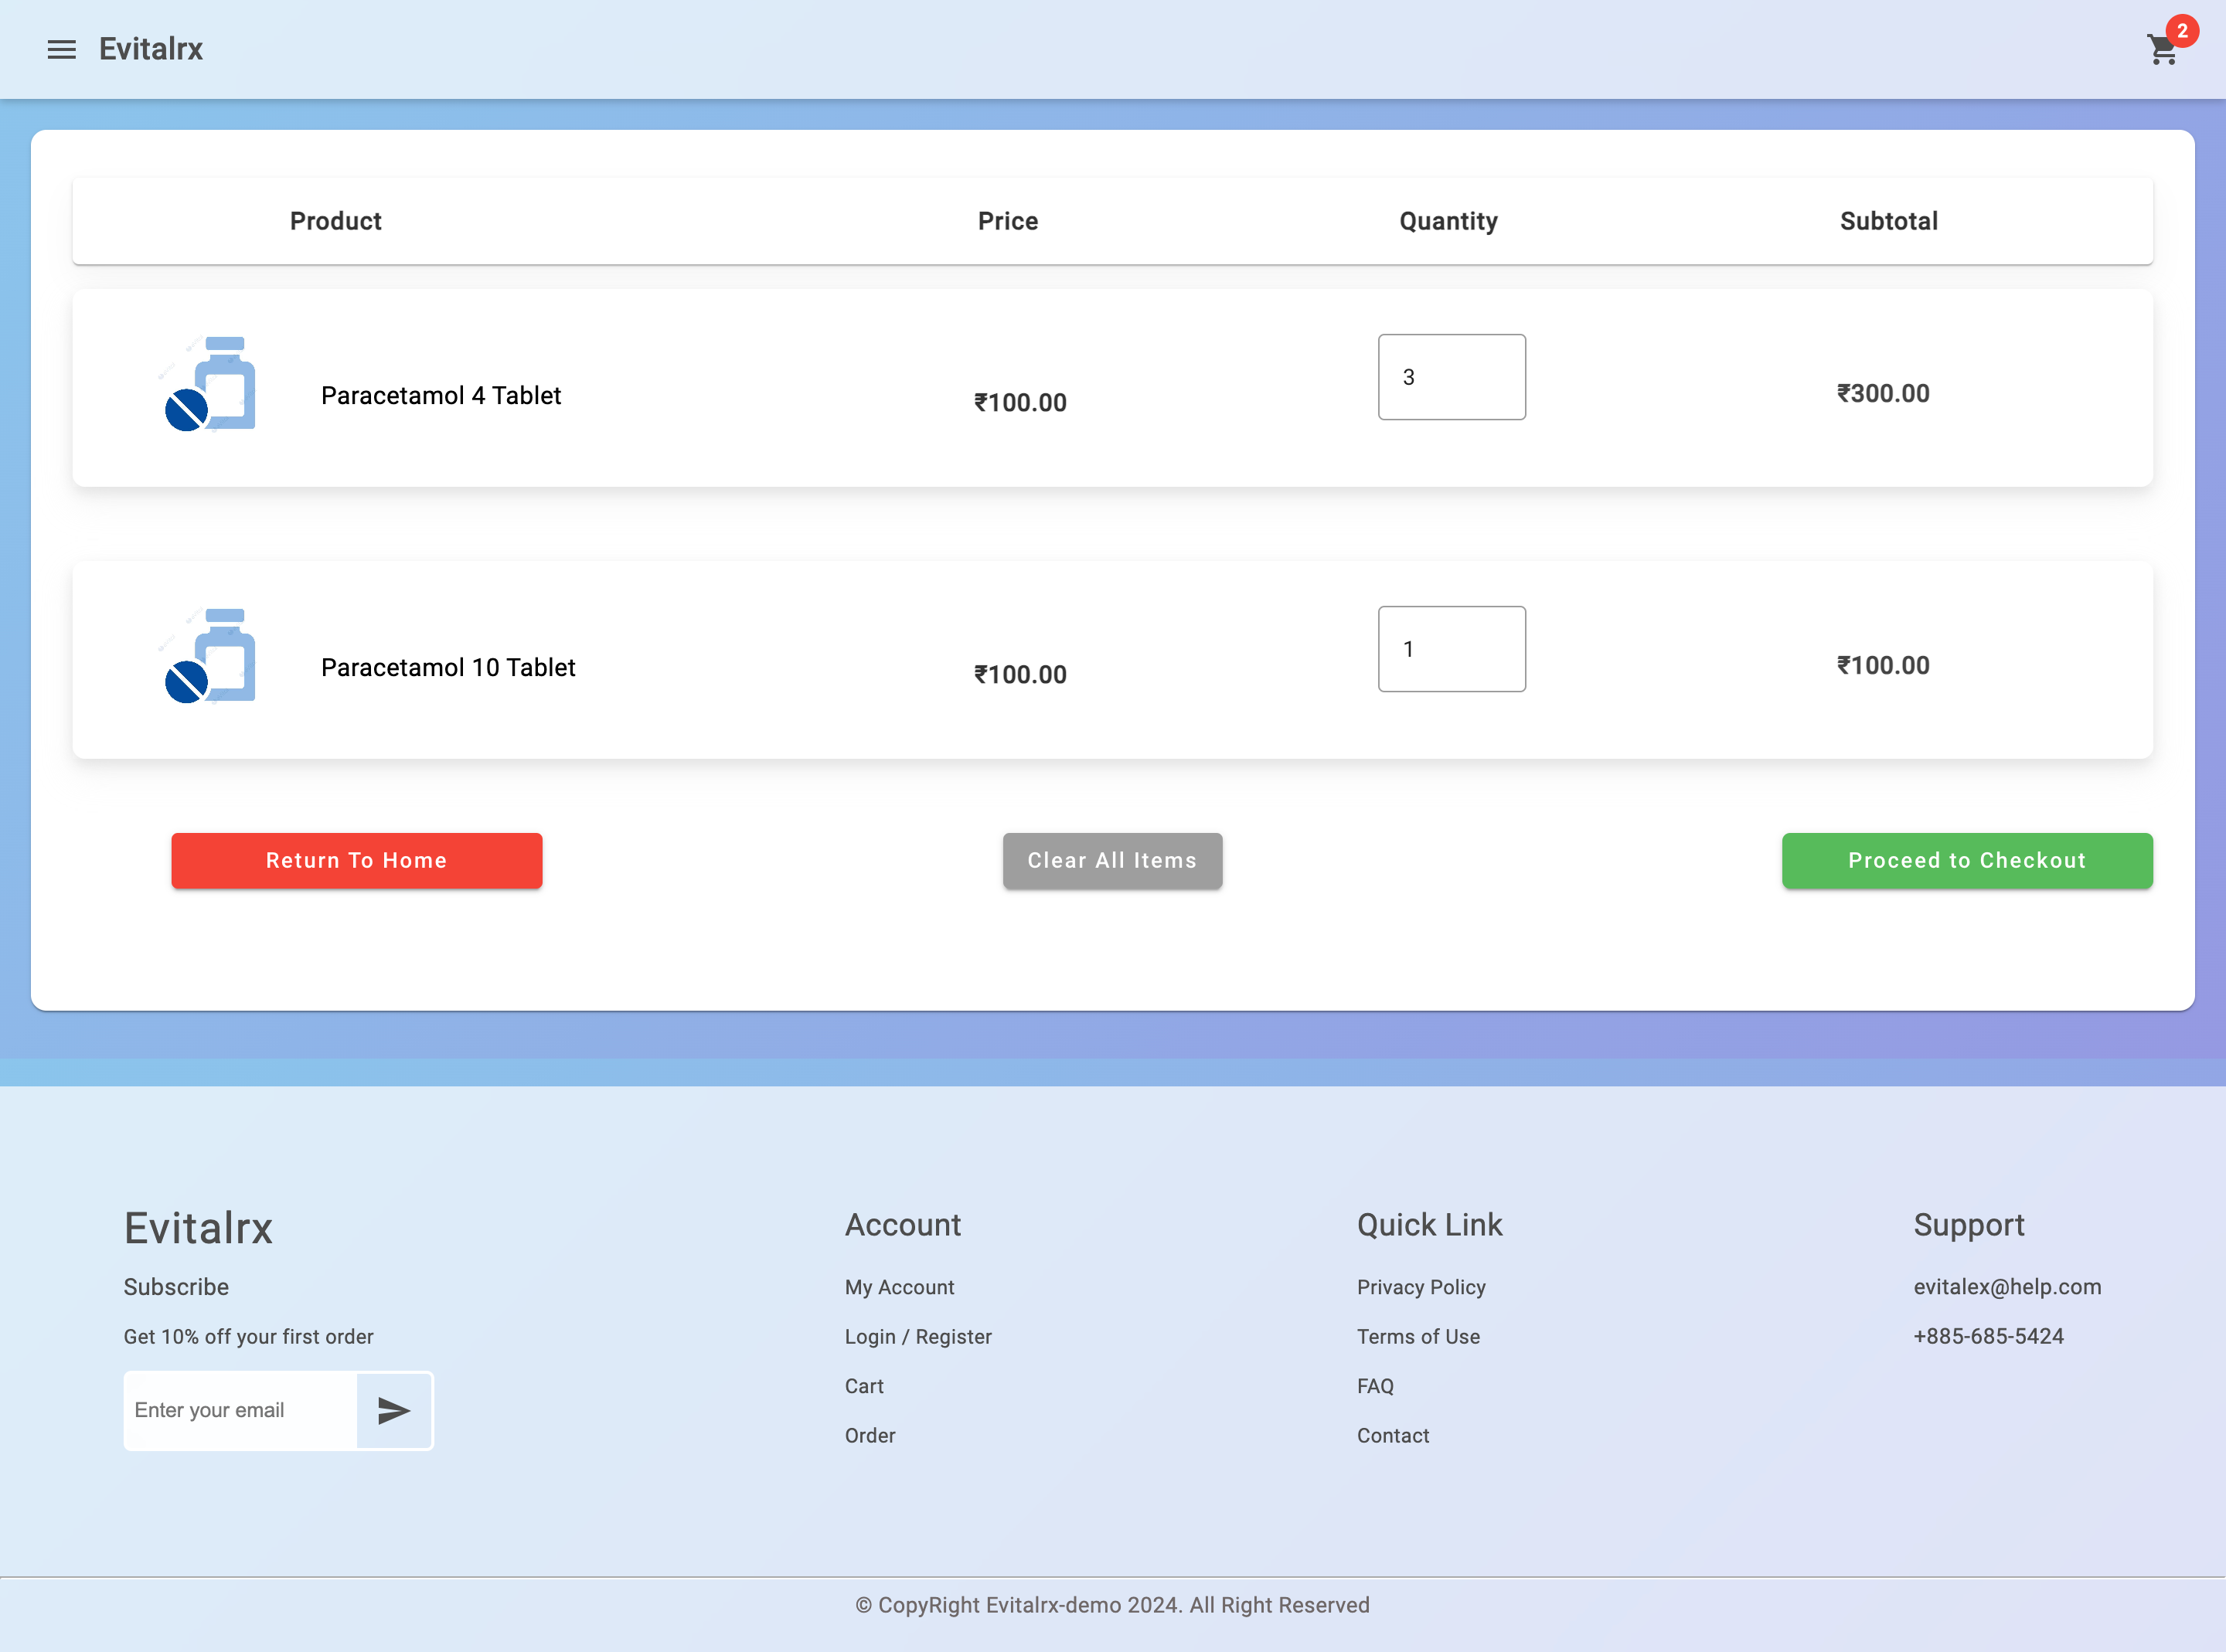 Evitalrx
2
Product Price Quantity Subtotal
Paracetamol 4 Tablet ₹100.00 3 ₹300.00
Paracetamol 10 Tablet ₹100.00 1 ₹100.00
Return To Home Clear All Items Proceed to Checkout
Evitalrx
Subscribe
Get 10% off your first order
Enter your email
Account
My Account
Login / Register
Cart
Order
Quick Link
Privacy Policy
Terms of Use
FAQ
Contact
Support
evitalex@help.com
+885-685-5424
© CopyRight Evitalrx-demo 2024. All Right Reserved